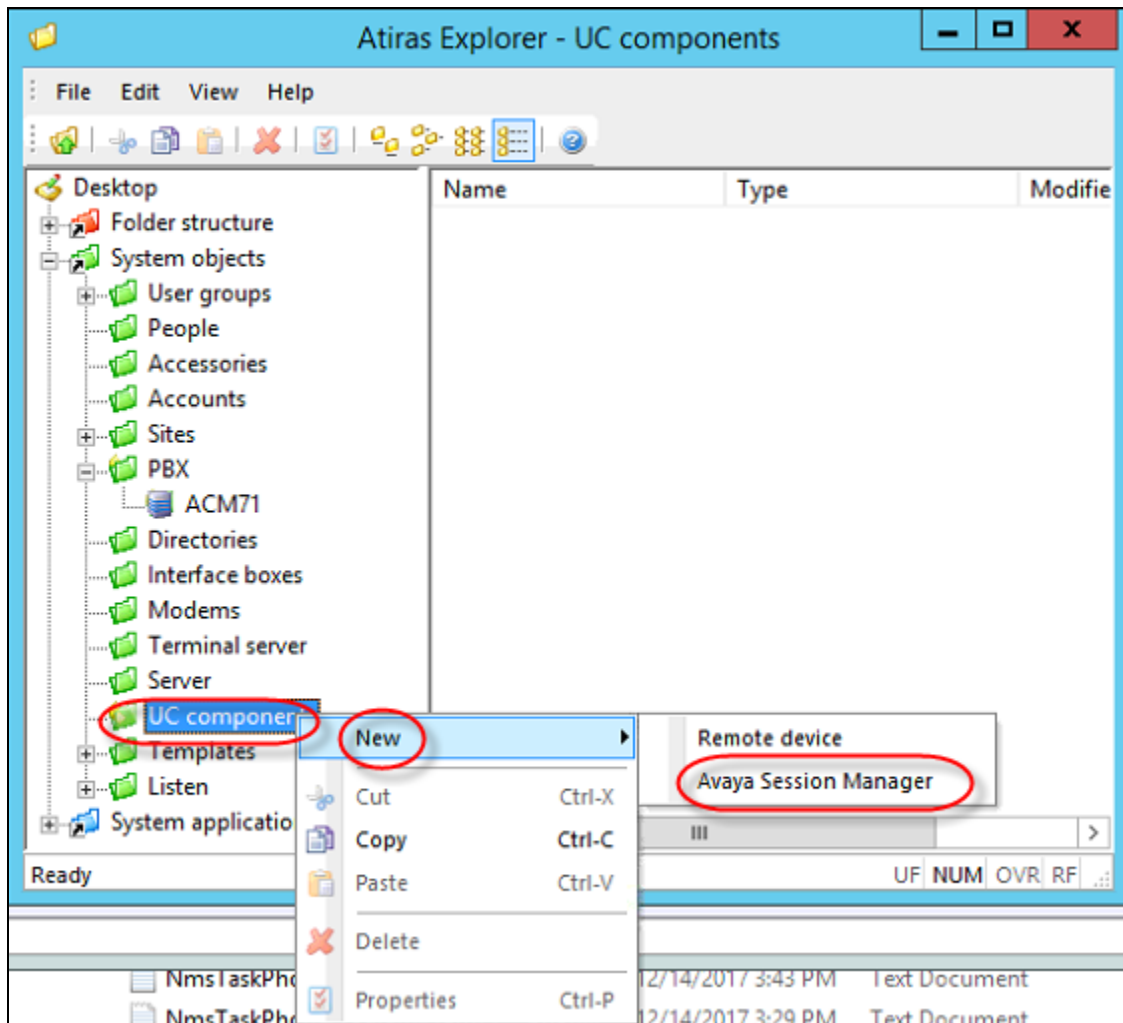 Atiras Explorer - UC components
File Edit View Help
Desktop
Name Type Modifie
Folder structure
System objects
User groups
People
Accessories
Accounts
Sites
PBX
ACM71
Directories
Interface boxes
Modems
Terminal server
Server
UC componen
New
Remote device
Templates
Avaya Session Manager
Listen
Cut Ctrl-X
System applicatio
Copy Ctrl-C
Ready
Paste Ctrl-V
UF NUM OVR RF
Delete
NmsTaskPho 12/14/2017 3:43 PM Text Document
Properties Ctrl-P
NmsTaskPho 12/14/2017 3:29 PM Text Document